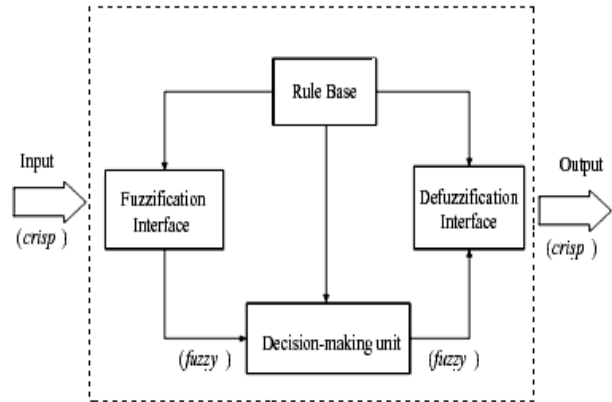 Rule Base
Input
Output
(crisp )
(crisp )
Fuzzification
Interface
Defuzzification
Interface
(fuzzy )
Decision-making unit
(fuzzy )